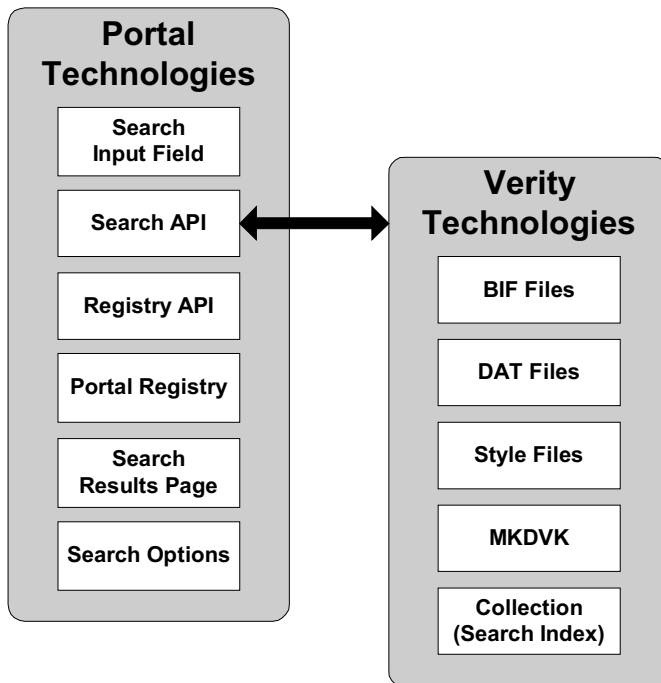 Portal
Technologies
Search
Input Field
Search API
Registry API
Portal Registry
Search
Results Page
Search Options
Verity
Technologies
BIF Files
DAT Files
Style Files
MKDVK
Collection
(Search Index)